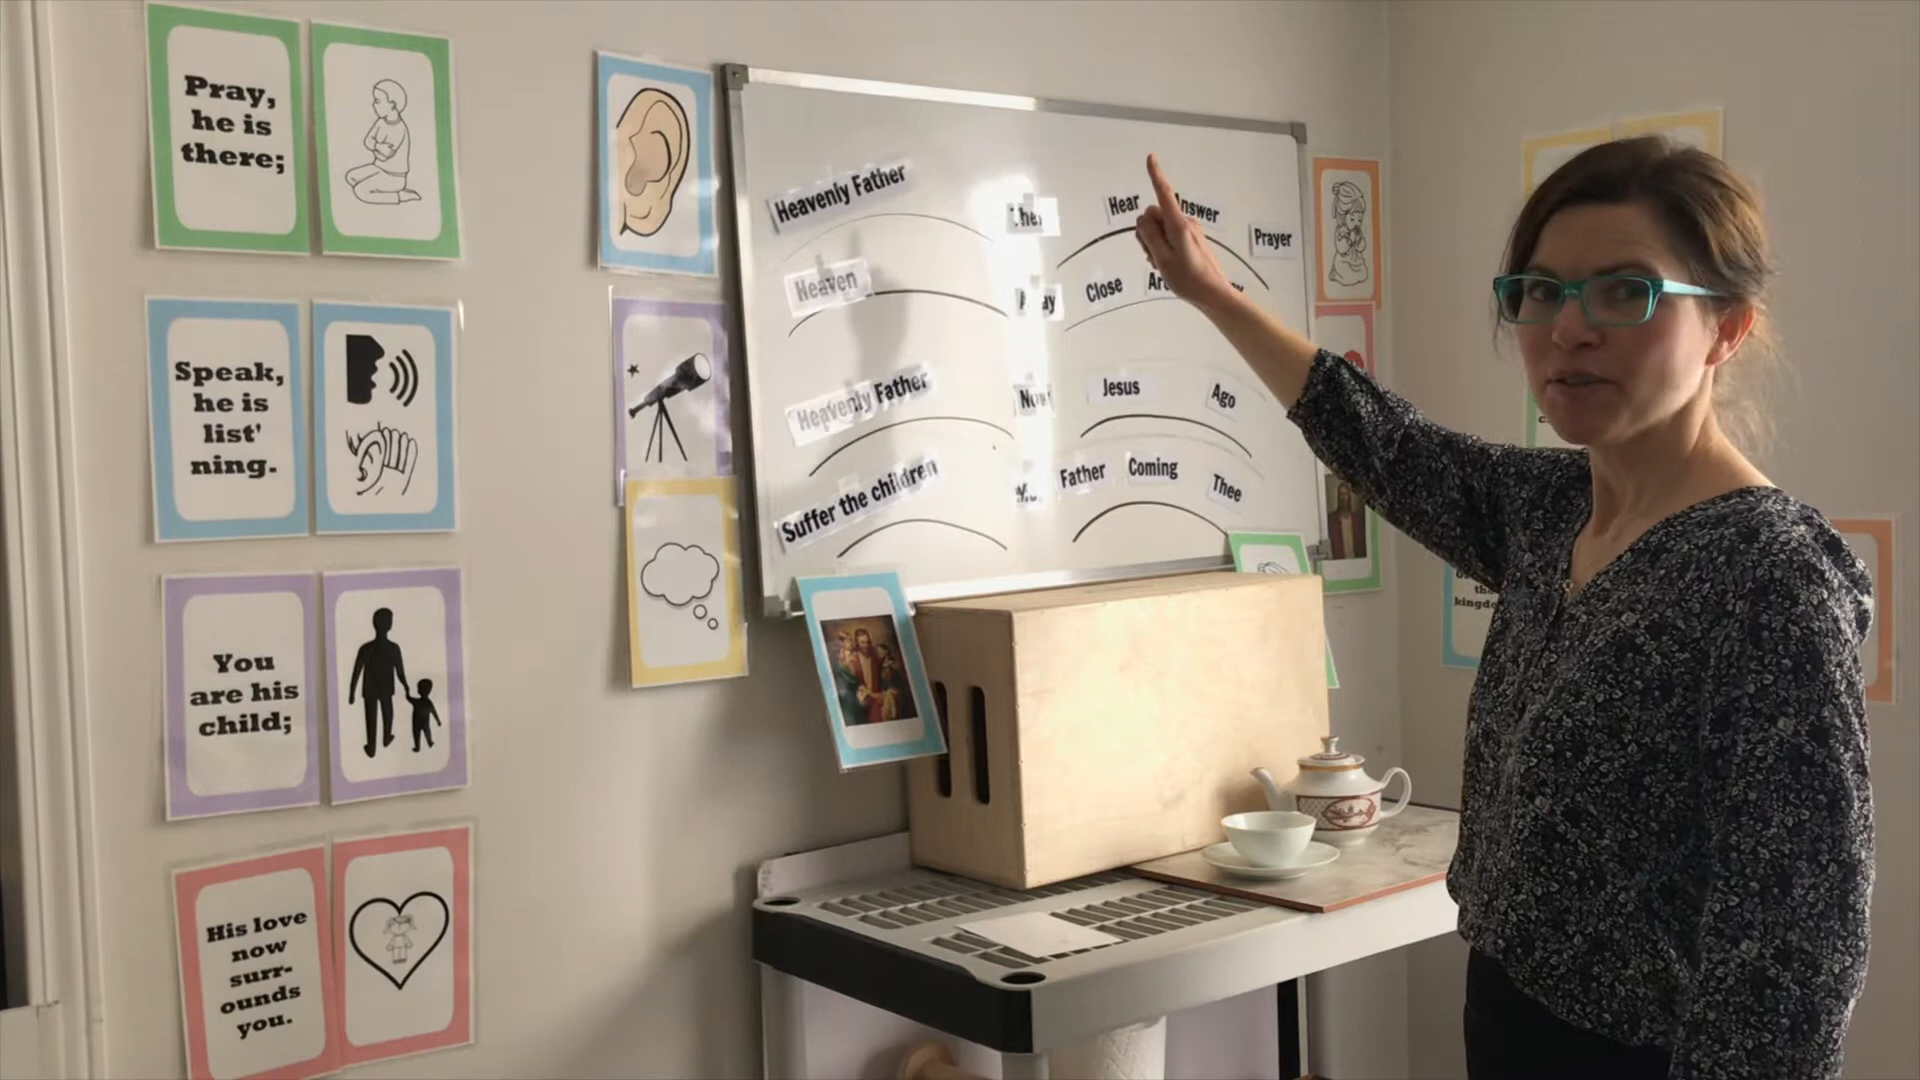 Pray,
he is
there;
Speak,
he is
list'
ning.
You
are his
child;
His love
now
surr-
ounds
you.
Heavenly Father
Hear
Answer
Prayer
Heaven
Close
Heavenly Father
Jesus
Ago
Suffer the children
Father
Coming
Thee
the